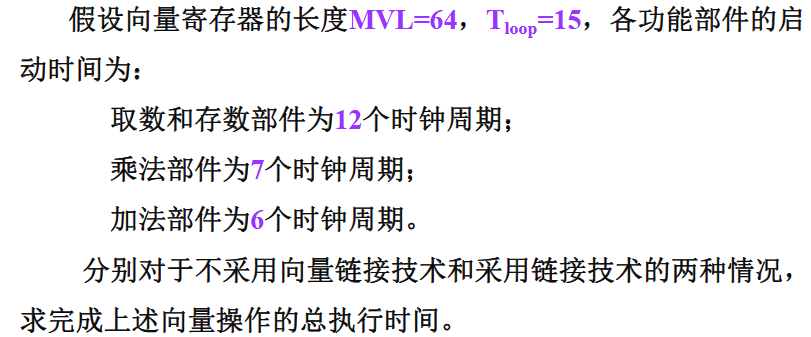 假设向量寄存器的长度MVL=64，Tloop=15，各功能部件的启
动时间为：
取数和存数部件为12个时钟周期；
乘法部件为7个时钟周期；
加法部件为6个时钟周期。
分别对于不采用向量链接技术和采用链接技术的两种情况，
求完成上述向量操作的总执行时间。